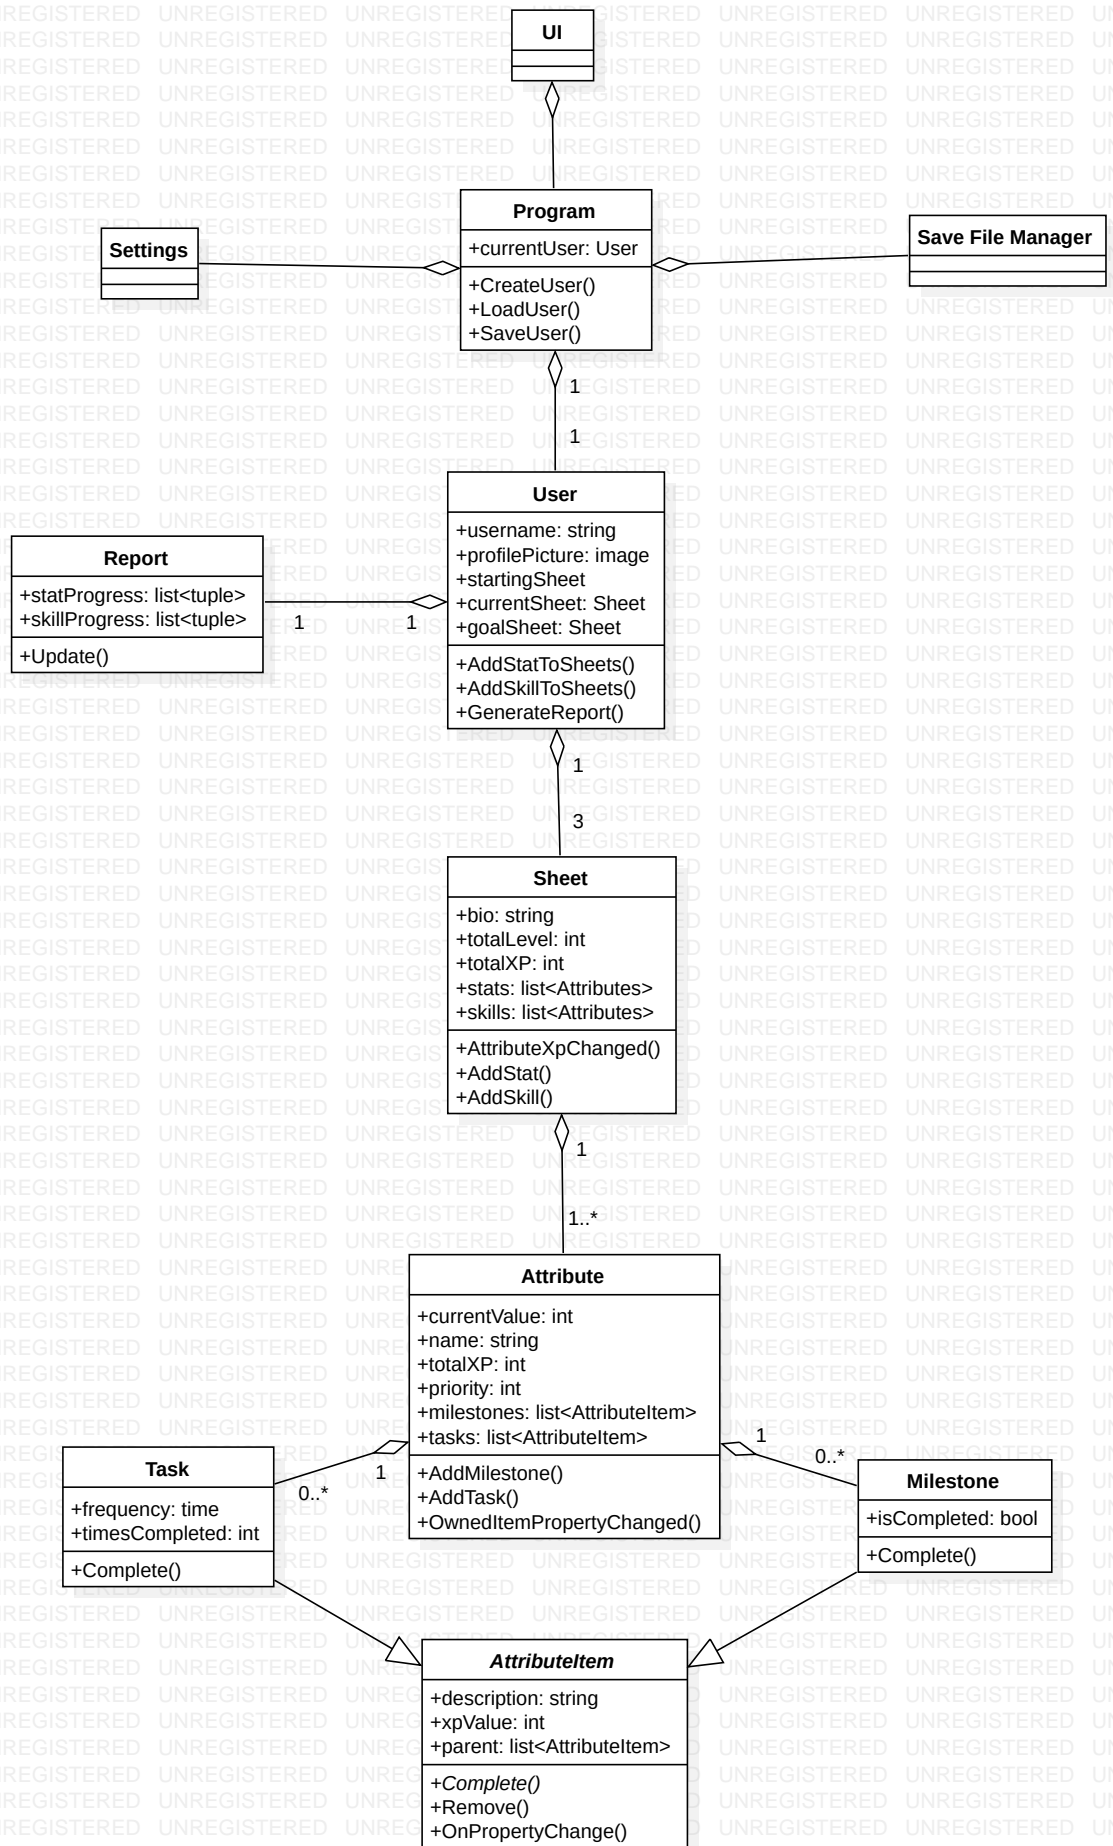 UI
Program
+currentUser: User
+CreateUser()
+LoadUser()
+SaveUser()
Settings
Save File Manager
1
1
User
+username: string
+profilePicture: image
+startingSheet
+currentSheet: Sheet
+goalSheet: Sheet
+AddStatToSheets()
+AddSkillToSheets()
+GenerateReport()
Report
+statProgress: list<tuple>
+skillProgress: list<tuple>
+Update()
1
1
1
3
Sheet
+bio: string
+totalLevel: int
+totalXP: int
+stats: list<Attributes>
+skills: list<Attributes>
+AttributeXpChanged()
+AddStat()
+AddSkill()
1
1..*
Attribute
+currentValue: int
+name: string
+totalXP: int
+priority: int
+milestones: list<AttributeItem>
+tasks: list<AttributeItem>
+AddMilestone()
+AddTask()
+OwnedItemPropertyChanged()
1
0..*
1
0..*
Task
+frequency: time
+timesCompleted: int
+Complete()
Milestone
+isCompleted: bool
+Complete()
AttributeItem
+description: string
+xpValue: int
+parent: list<AttributeItem>
+Complete()
+Remove()
+OnPropertyChange()
UNREGISTERED